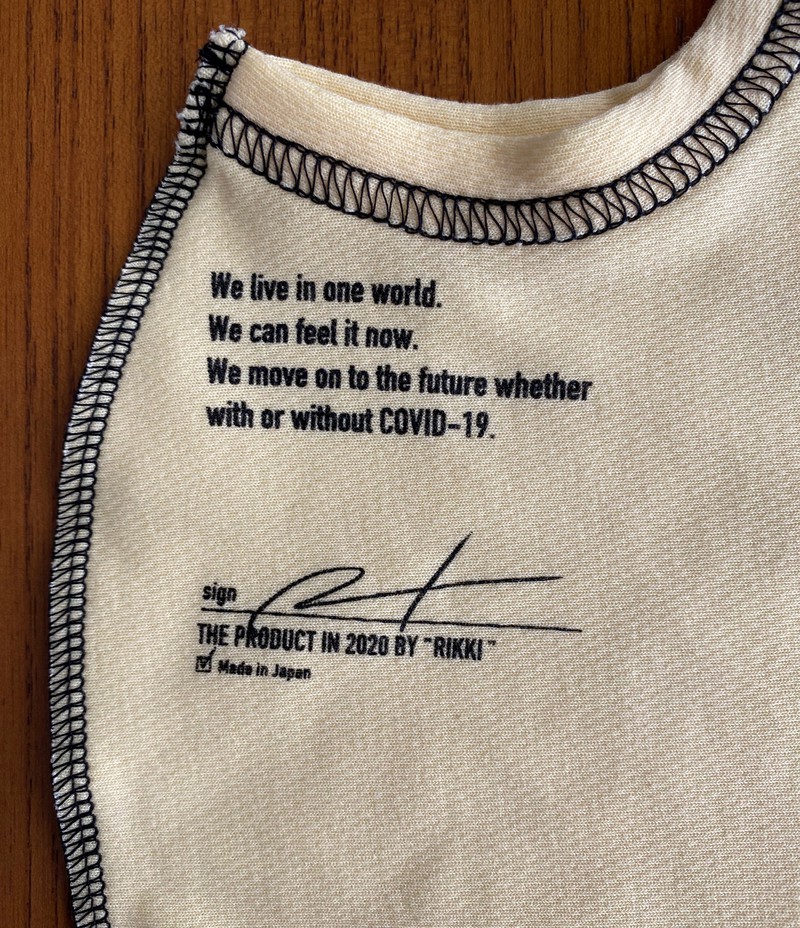 We live in one world.
We can feel it now.
We move on to the future whether
with or without COVID-19.
sign
THE PRODUCT IN 2020 BY "RIKKI"
Made in Japan